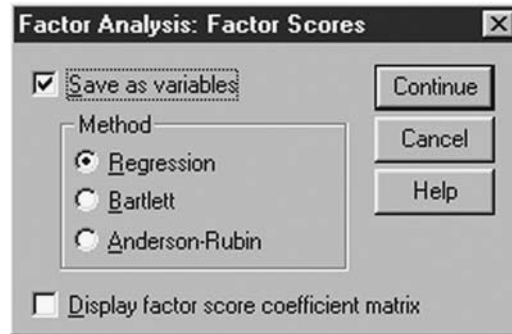 Factor Analysis: Factor Scores
Save as variables
Continue
Method
Cancel
Regression
Help
Bartlett
Anderson-Rubin
Display factor score coefficient matrix